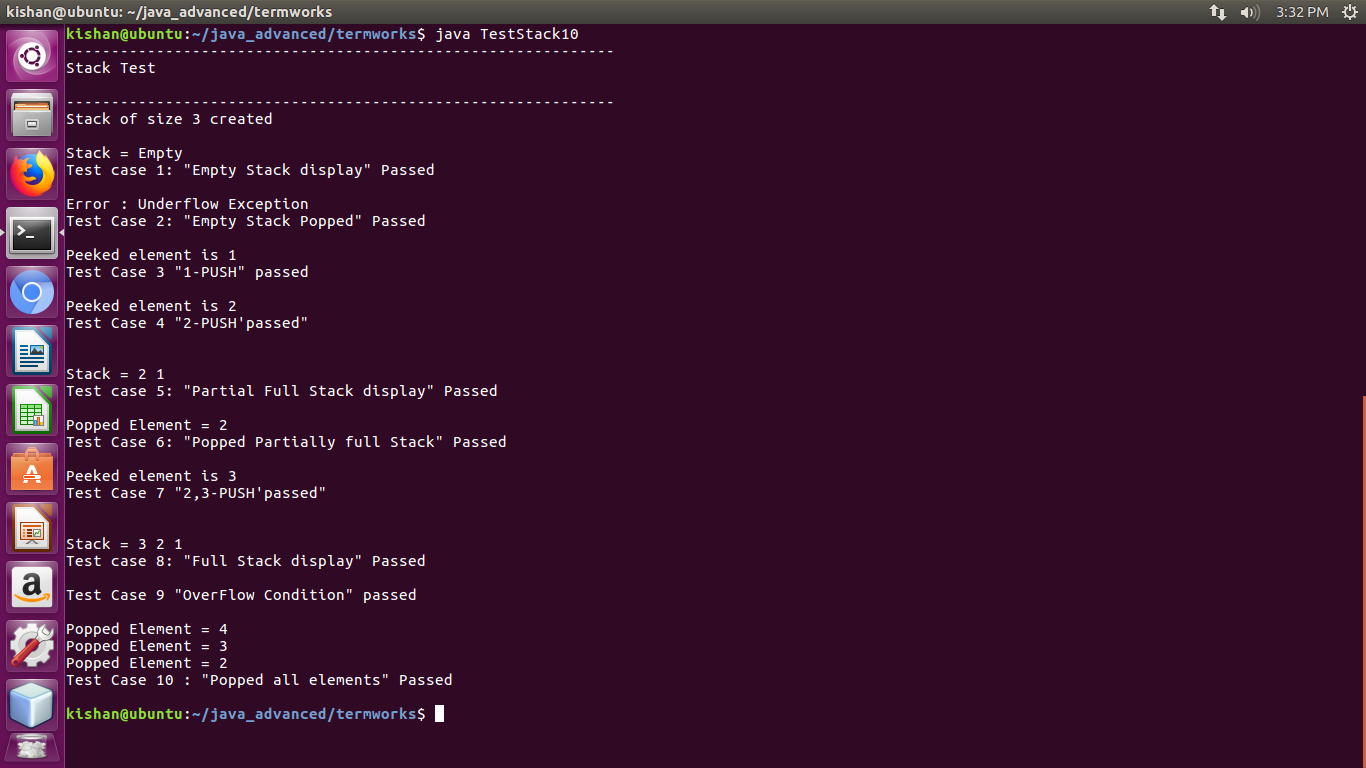 kishan@ubuntu: ~/java_advanced/termworks
3:32 PM
kishan@ubuntu:~/java_advanced/termworks$ java TestStack10
-------------------------------------------------------------
Stack Test
-------------------------------------------------------------
Stack of size 3 created
Stack = Empty
Test case 1: "Empty Stack display" Passed
Error : Underflow Exception
Test Case 2: "Empty Stack Popped" Passed
Peeked element is 1
Test Case 3 "1-PUSH" passed
Peeked element is 2
Test Case 4 "2-PUSH'passed"
Stack = 2 1
Test case 5: "Partial Full Stack display" Passed
Popped Element = 2
Test Case 6: "Popped Partially full Stack" Passed
Peeked element is 3
Test Case 7 "2,3-PUSH'passed"
Stack = 3 2 1
Test case 8: "Full Stack display" Passed
Test Case 9 "OverFlow Condition" passed
Popped Element = 4
Popped Element = 3
Popped Element = 2
Test Case 10 : "Popped all elements" Passed
kishan@ubuntu:~/java_advanced/termworks$